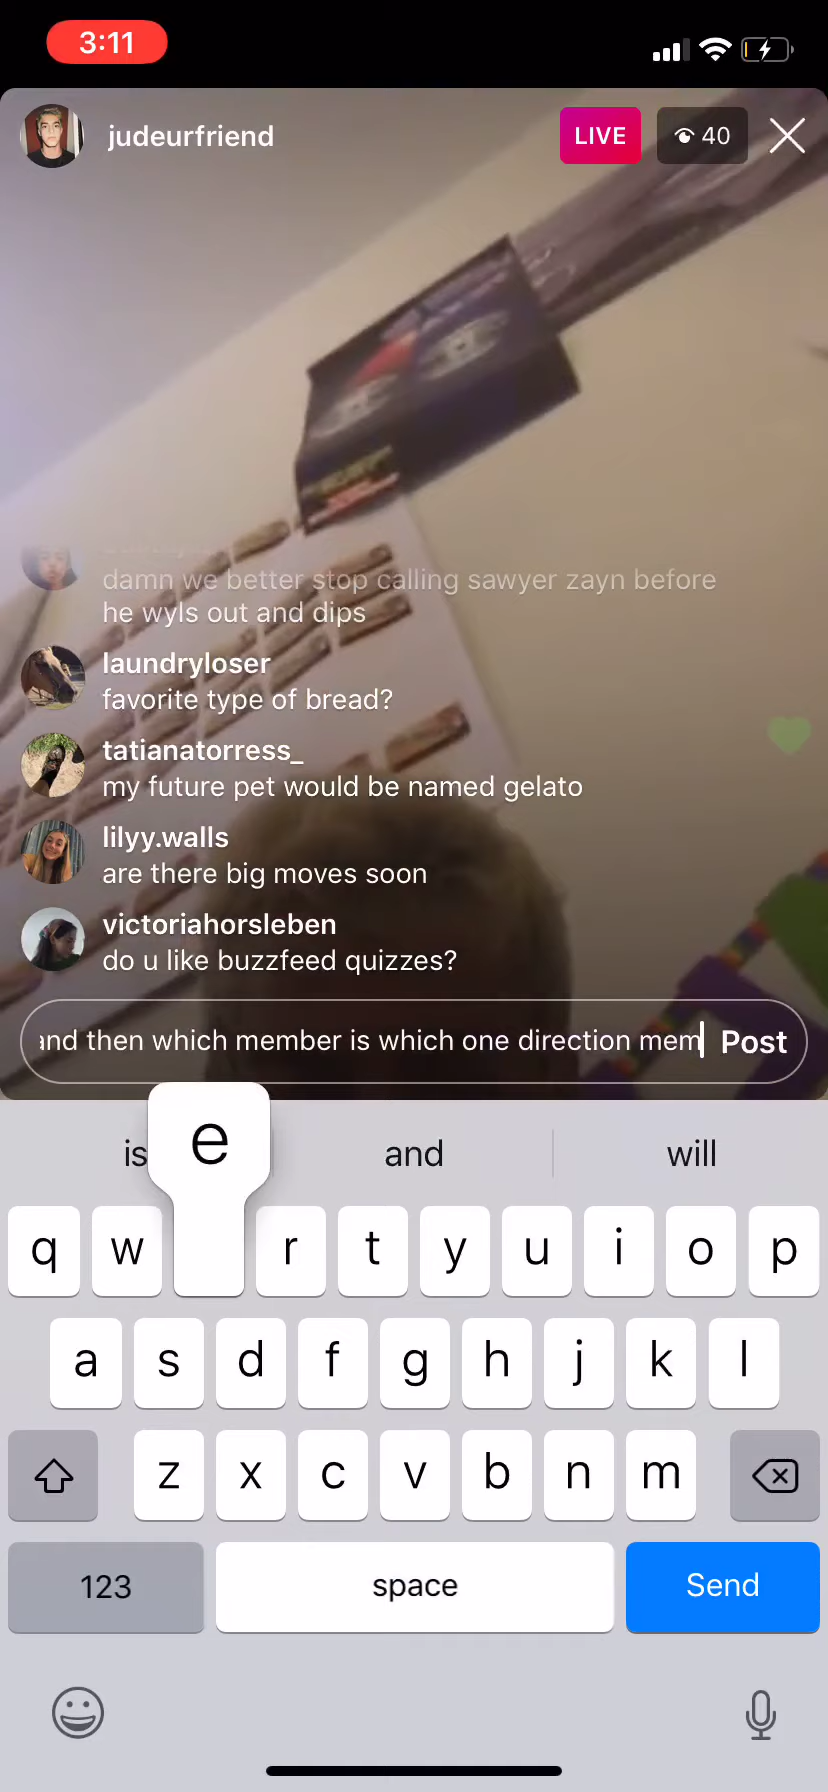 3:11
judeurfriend
LIVE
40
damn we better stop calling sawyer zayn before
he wyls out and dips
laundryloser
favorite type of bread?
tatianatorress_
my future pet would be named gelato
lilyy.walls
are there big moves soon
victoriahorsleben
do u like buzzfeed quizzes?
and then which member is which one direction mem
Post
is
e
and
will
q w r t y u i o p
a s d f g h j k l
z x c v b n m
123
space
Send